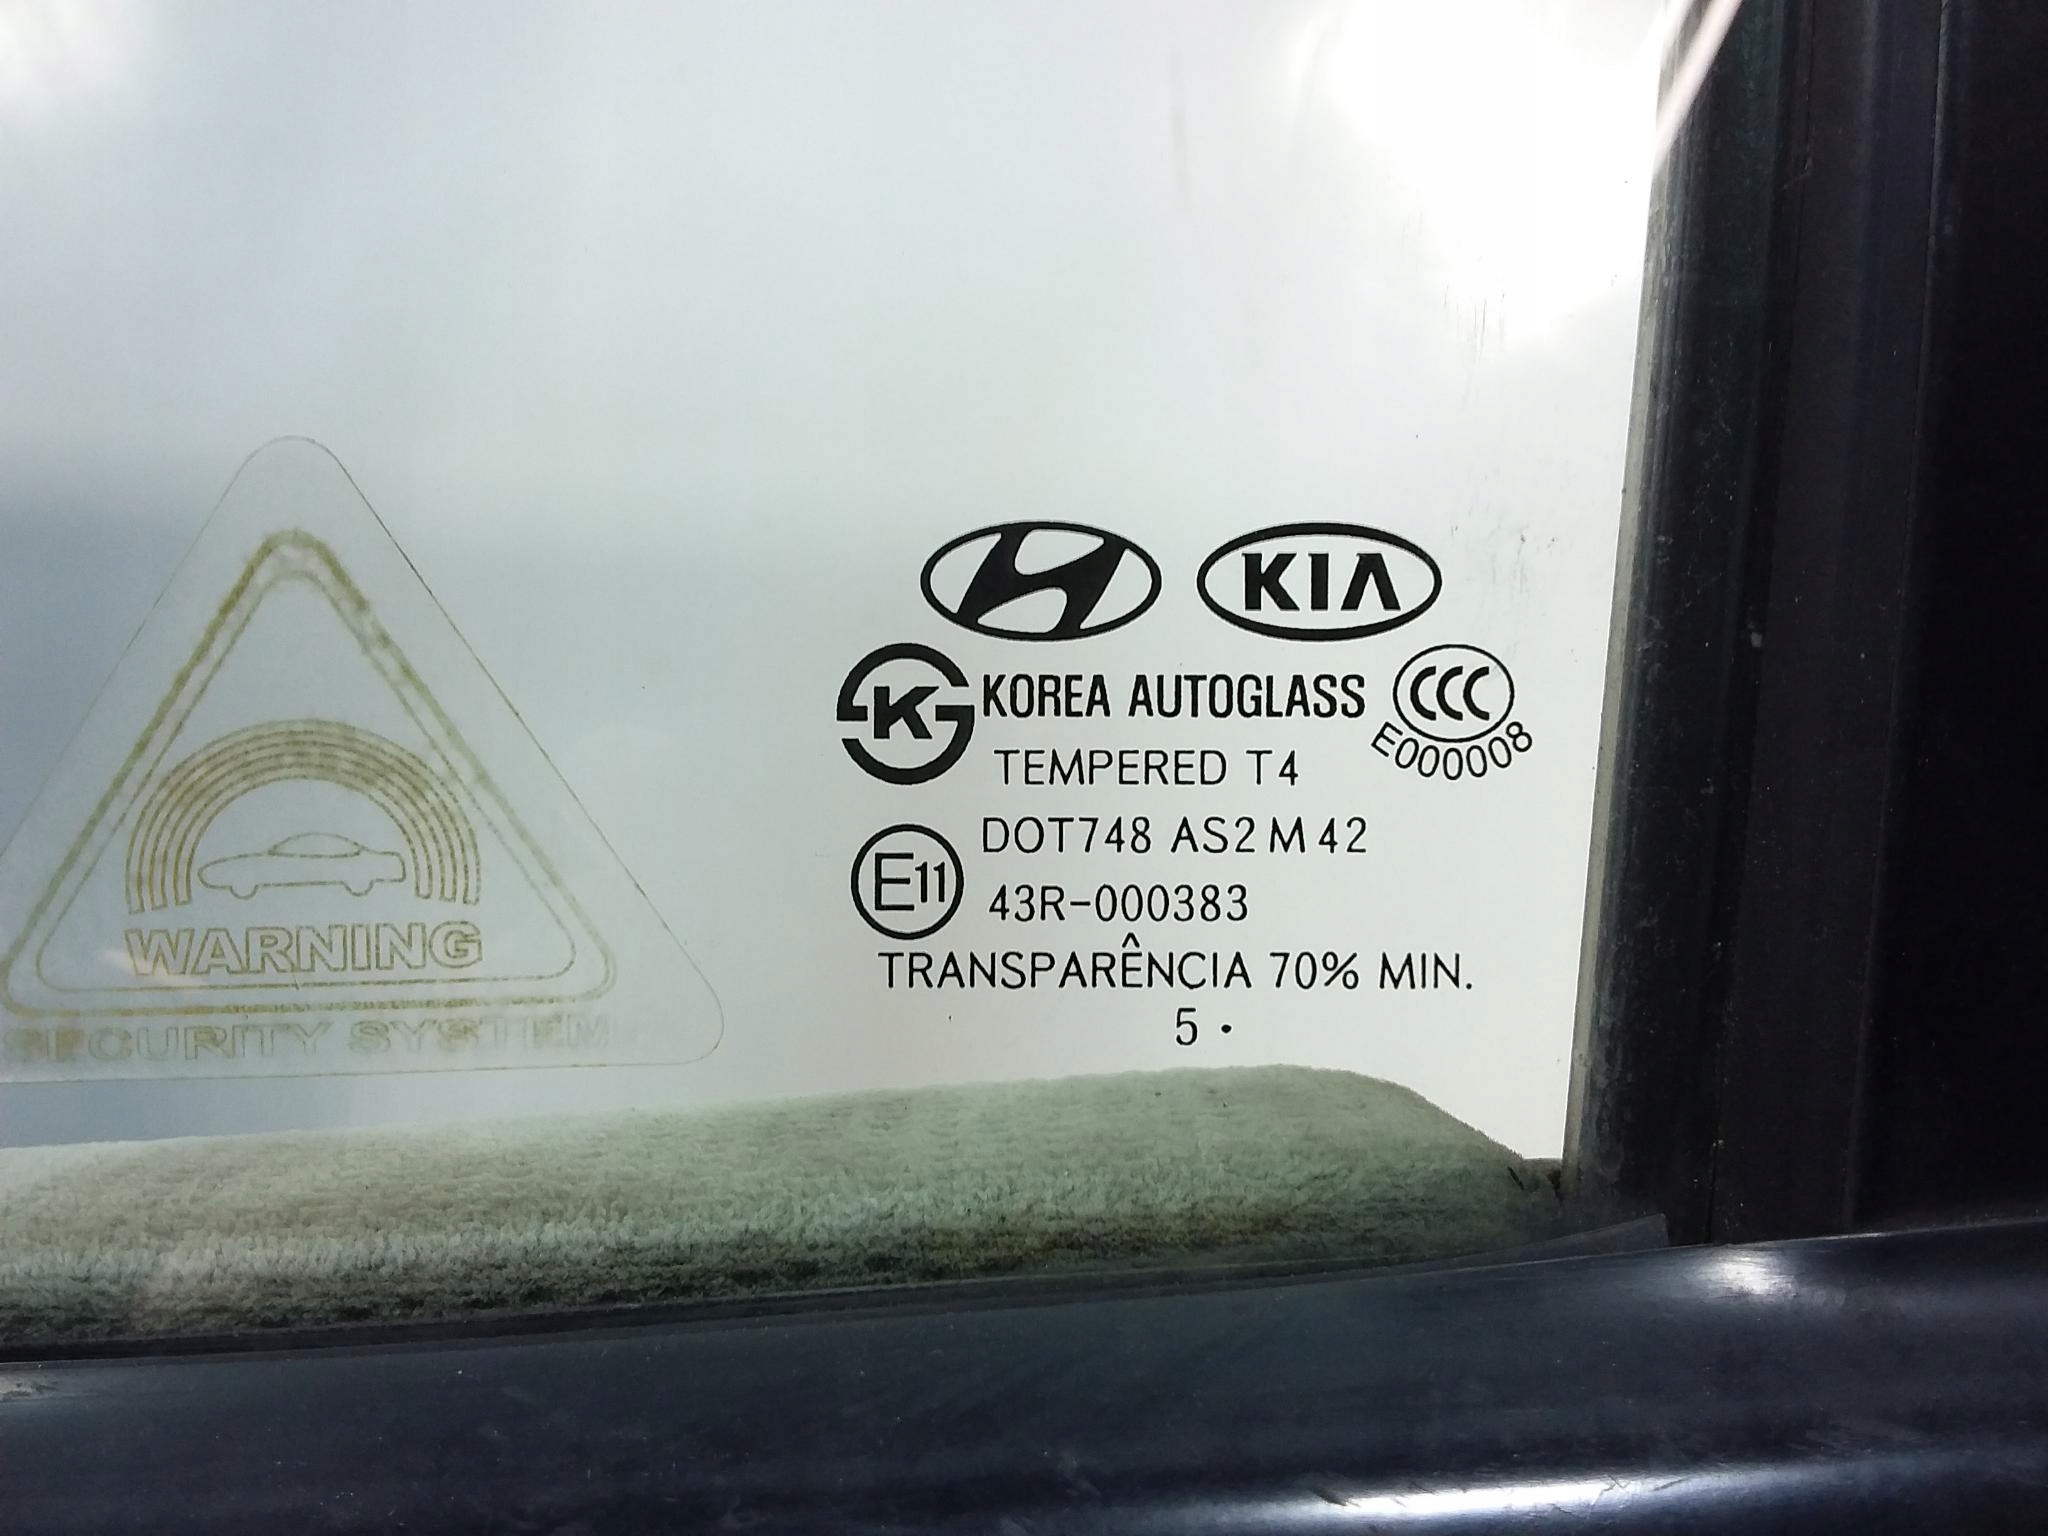 KIA
KOREA AUTOGLASS
CCC
E000008
K
TEMPERED T4
DOT748 AS2 M 42
E11
43R-000383
TRANSPARÊNCIA 70% MIN.
5 •
WARNING
SECURITY SYSTEM